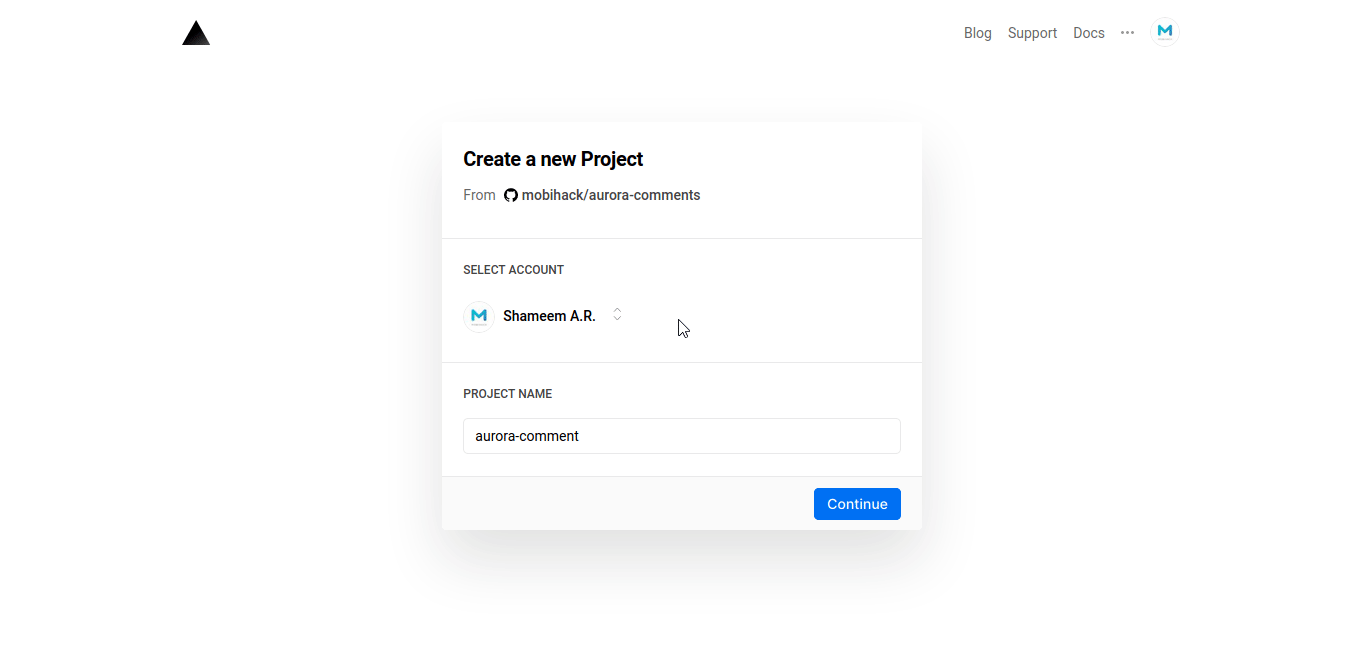 Blog Support Docs ···
Create a new Project
From mobihack/aurora-comments
SELECT ACCOUNT
Shameem A.R.
PROJECT NAME
aurora-comment
Continue